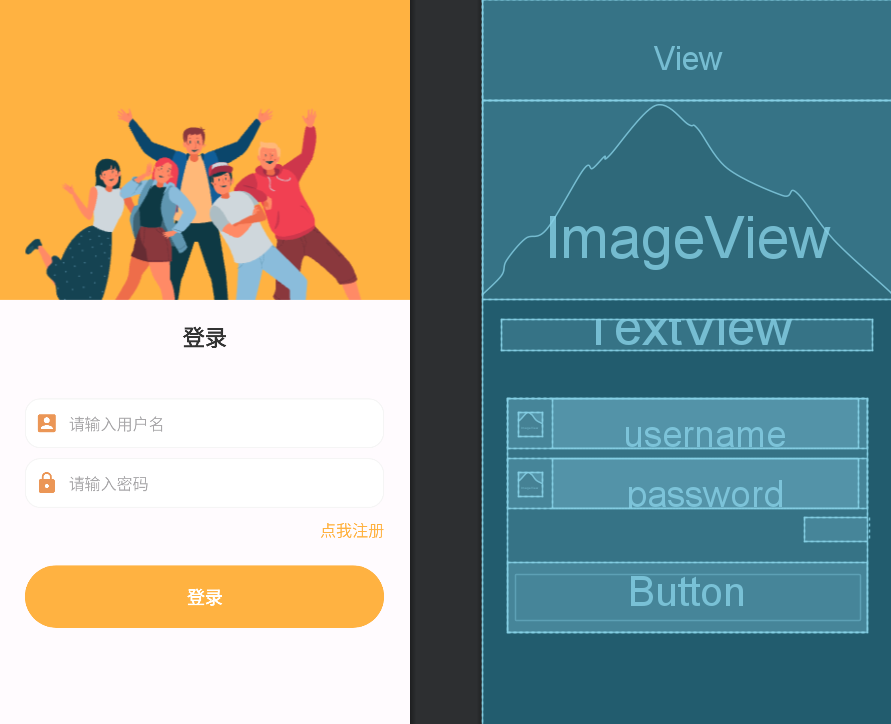 登录
请输入用户名
请输入密码
点我注册
登录
View
ImageView
TextView
username
password
Button